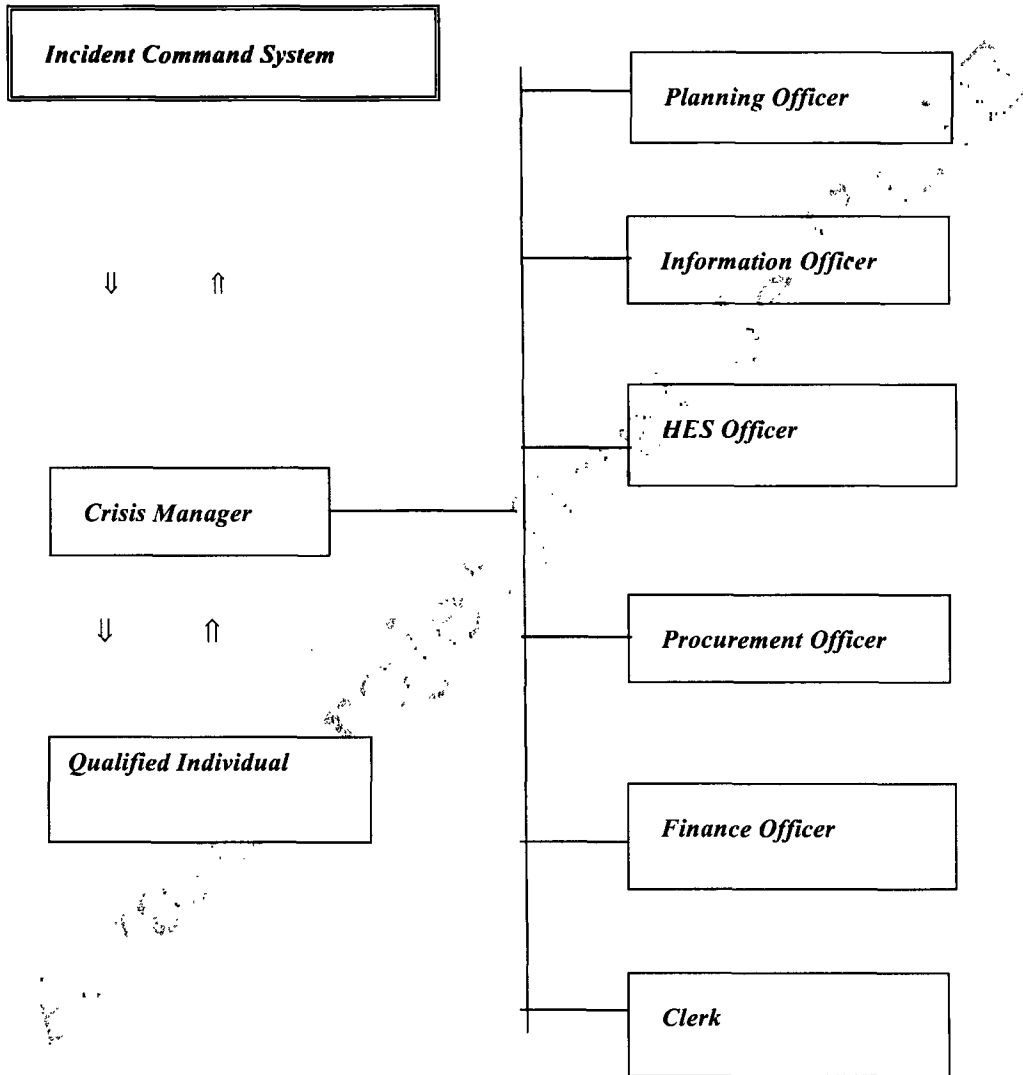 Incident Command System
Planning Officer
Information Officer
⇓ ⇑
HES Officer
Crisis Manager
⇓ ⇑
Procurement Officer
Qualified Individual
Finance Officer
Clerk